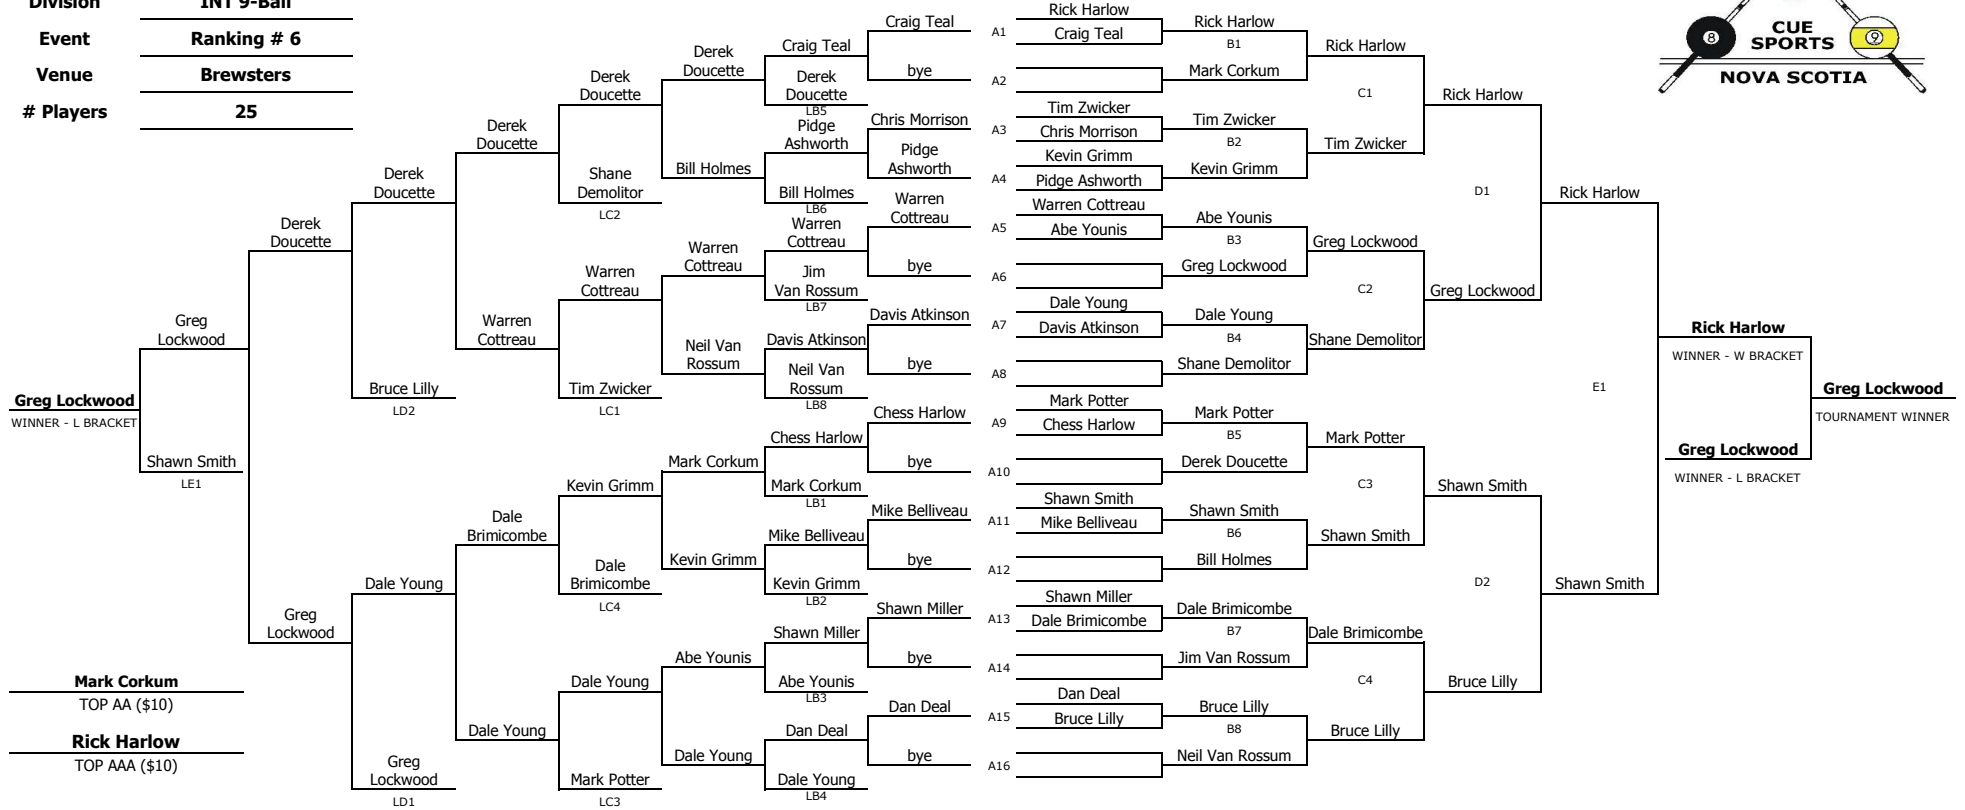 Division INT 9-Ball
Event Ranking # 6
Venue Brewsters
# Players 25
CUE
SPORTS
NOVA SCOTIA
8
9
Greg Lockwood
WINNER - L BRACKET
Greg
Lockwood
Shawn Smith
LE1
Derek
Doucette
Greg
Lockwood
Derek
Doucette
Bruce Lilly
LD2
Dale Young
Greg
Lockwood
LD1
Derek
Doucette
Warren
Cottreau
Dale
Brimicombe
Dale Young
Derek
Doucette
Shane
Demolitor
LC2
Warren
Cottreau
Tim Zwicker
LC1
Kevin Grimm
Dale
Brimicombe
LC4
Dale Young
Mark Potter
LC3
Derek
Doucette
Bill Holmes
Warren
Cottreau
Neil Van
Rossum
Mark Corkum
Kevin Grimm
Abe Younis
Dale Young
Craig Teal
Derek
Doucette
LB5
Pidge
Ashworth
Bill Holmes
LB6
Warren
Cottreau
Jim
Van Rossum
LB7
Davis Atkinson
Neil Van
Rossum
LB8
Chess Harlow
Mark Corkum
LB1
Mike Belliveau
Kevin Grimm
LB2
Shawn Miller
Abe Younis
LB3
Dan Deal
Dale Young
LB4
Craig Teal
bye
Chris Morrison
Pidge
Ashworth
Warren
Cottreau
bye
Davis Atkinson
bye
Chess Harlow
bye
Mike Belliveau
bye
Shawn Miller
bye
Dan Deal
bye
A1
A2
A3
A4
A5
A6
A7
A8
A9
A10
A11
A12
A13
A14
A15
A16
Rick Harlow
Craig Teal
Tim Zwicker
Chris Morrison
Kevin Grimm
Pidge Ashworth
Warren Cottreau
Abe Younis
Dale Young
Davis Atkinson
Mark Potter
Chess Harlow
Shawn Smith
Mike Belliveau
Shawn Miller
Dale Brimicombe
Dan Deal
Bruce Lilly
Rick Harlow
B1
Mark Corkum
Tim Zwicker
B2
Kevin Grimm
Abe Younis
B3
Greg Lockwood
Dale Young
B4
Shane Demolitor
Mark Potter
B5
Derek Doucette
Shawn Smith
B6
Bill Holmes
Dale Brimicombe
B7
Jim Van Rossum
Bruce Lilly
B8
Neil Van Rossum
Rick Harlow
C1
Tim Zwicker
Greg Lockwood
C2
Shane Demolitor
Mark Potter
C3
Shawn Smith
Dale Brimicombe
C4
Bruce Lilly
Rick Harlow
D1
Greg Lockwood
Shawn Smith
D2
Bruce Lilly
Rick Harlow
E1
Shawn Smith
Rick Harlow
WINNER - W BRACKET
Greg Lockwood
WINNER - L BRACKET
Greg Lockwood
TOURNAMENT WINNER
Mark Corkum
TOP AA ($10)
Rick Harlow
TOP AAA ($10)